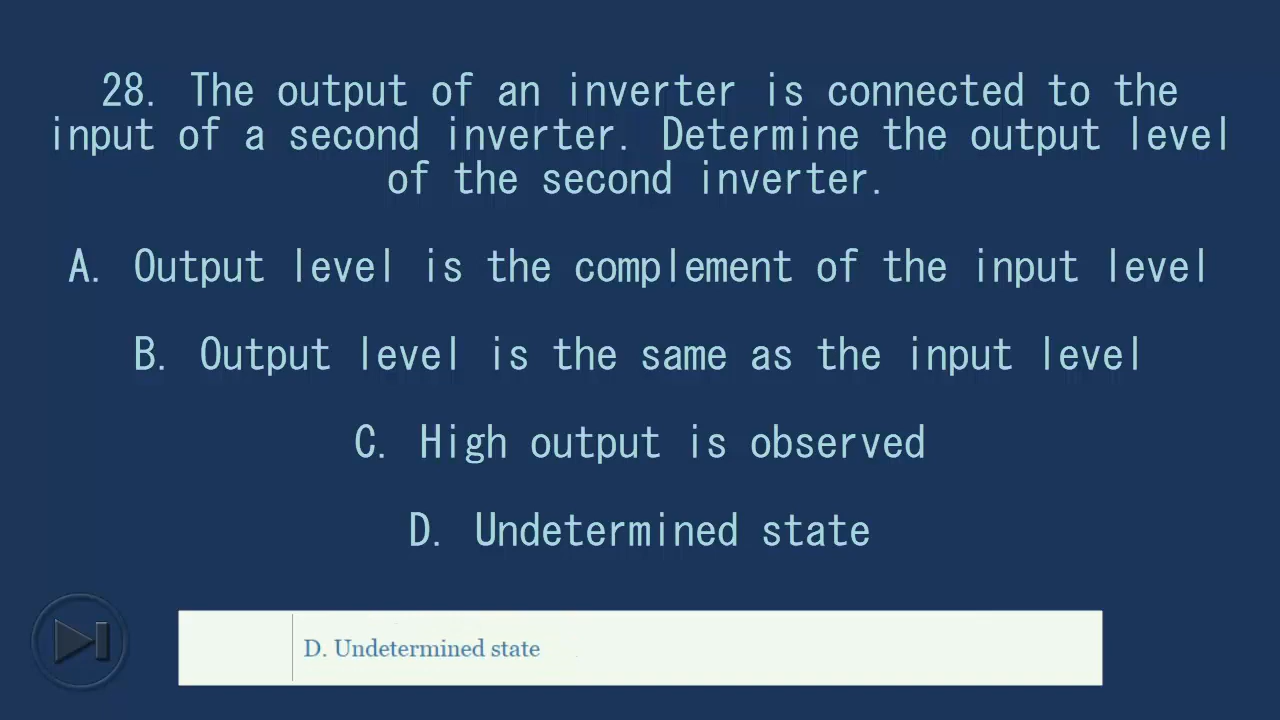 28. The output of an inverter is connected to the
input of a second inverter. Determine the output level
of the second inverter.
A. Output level is the complement of the input level
B. Output level is the same as the input level
C. High output is observed
D. Undetermined state
D. Undetermined state